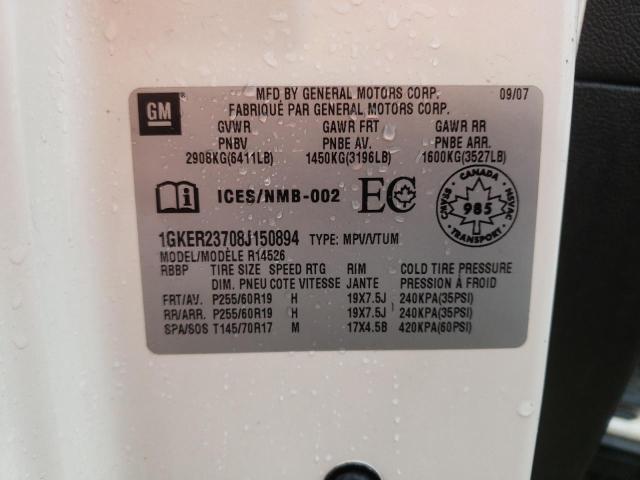 GM
MFD BY GENERAL MOTORS CORP. 09/07
FABRIQUÉ PAR GENERAL MOTORS CORP.
GVWR GAWR FRT GAWR RR
PNBV PNBE AV. PNBE ARR.
2908KG(6411LB) 1450KG(3196LB) 1600KG(3527LB)
ICES/NMB-002 EC
CANADA
CMVSS 985 NSVAC
1GKER23708J150894 TYPE: MPV/VTUM
MODEL/MODÈLE R14526
RBBP TIRE SIZE SPEED RTG RIM COLD TIRE PRESSURE
DIM. PNEU COTE VITESSE JANTE PRESSION À FROID
FRT/AV. P255/60R19 H 19X7.5J 240KPA(35PSI)
RR/ARR. P255/60R19 H 19X7.5J 240KPA(35PSI)
SPA/SOS T145/70R17 M 17X4.5B 420KPA(60PSI)